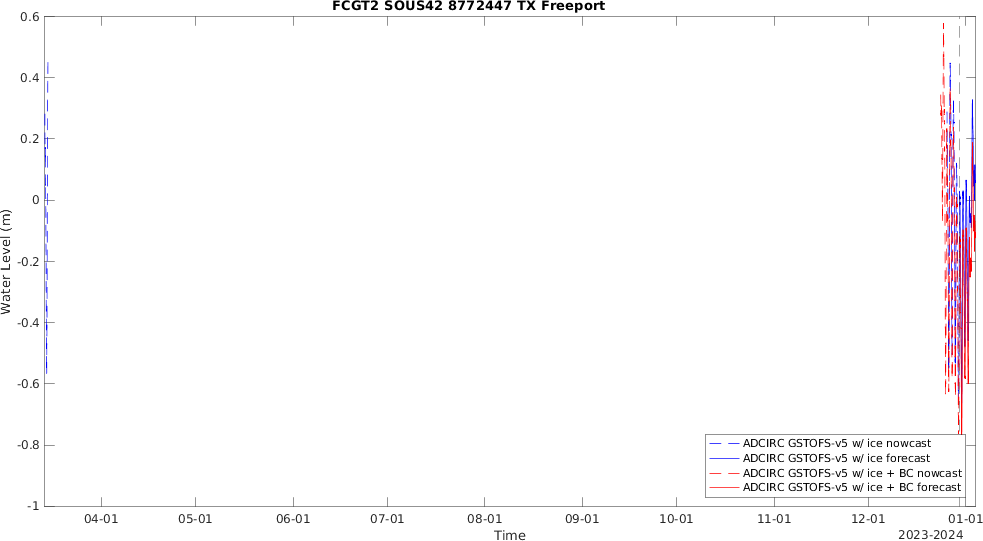 FCGT2 SOUS42 8772447 TX Freeport
0.6
0.4
0.2
0
-0.2
-0.4
-0.6
-0.8
-1
Water Level (m)
ADCIRC GSTOFS-v5 w/ ice nowcast
ADCIRC GSTOFS-v5 w/ ice forecast
ADCIRC GSTOFS-v5 w/ ice + BC nowcast
ADCIRC GSTOFS-v5 w/ ice + BC forecast
04-01 05-01 06-01 07-01 08-01 09-01 10-01 11-01 12-01 01-01
Time
2023-2024